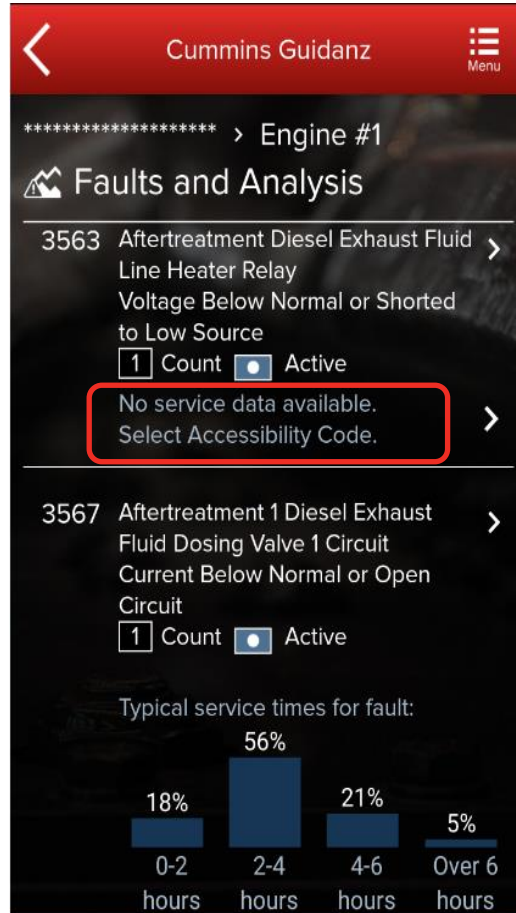 Cummins Guidanz
Menu
******************** > Engine #1
Faults and Analysis
3563 Aftertreatment Diesel Exhaust Fluid
Line Heater Relay
Voltage Below Normal or Shorted
to Low Source
1 Count Active
No service data available.
Select Accessibility Code.
3567 Aftertreatment 1 Diesel Exhaust
Fluid Dosing Valve 1 Circuit
Current Below Normal or Open
Circuit
1 Count Active
Typical service times for fault:
56%
18% 21%
5%
0-2 2-4 4-6 Over 6
hours hours hours hours